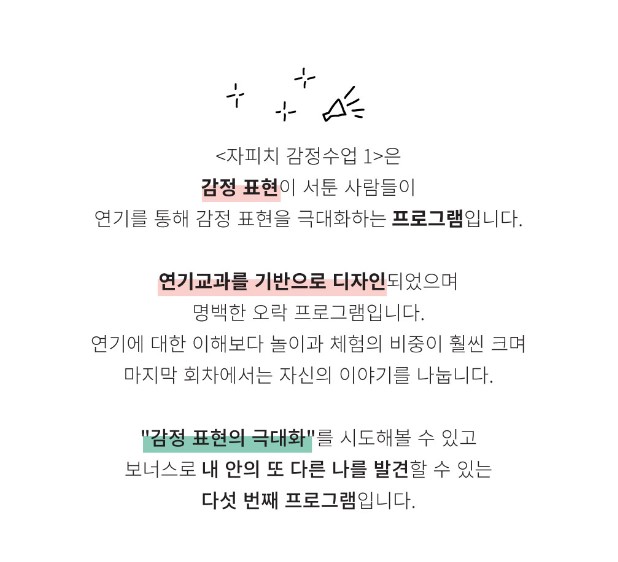 <자피치 감정수업 1>은
감정 표현이 서툰 사람들이
연기를 통해 감정 표현을 극대화하는 프로그램입니다.
연기교과를 기반으로 디자인되었으며
명백한 오락 프로그램입니다.
연기에 대한 이해보다 놀이과 체험의 비중이 훨씬 크며
마지막 회차에서는 자신의 이야기를 나눕니다.
"감정 표현의 극대화"를 시도해볼 수 있고
보너스로 내 안의 또 다른 나를 발견할 수 있는
다섯 번째 프로그램입니다.